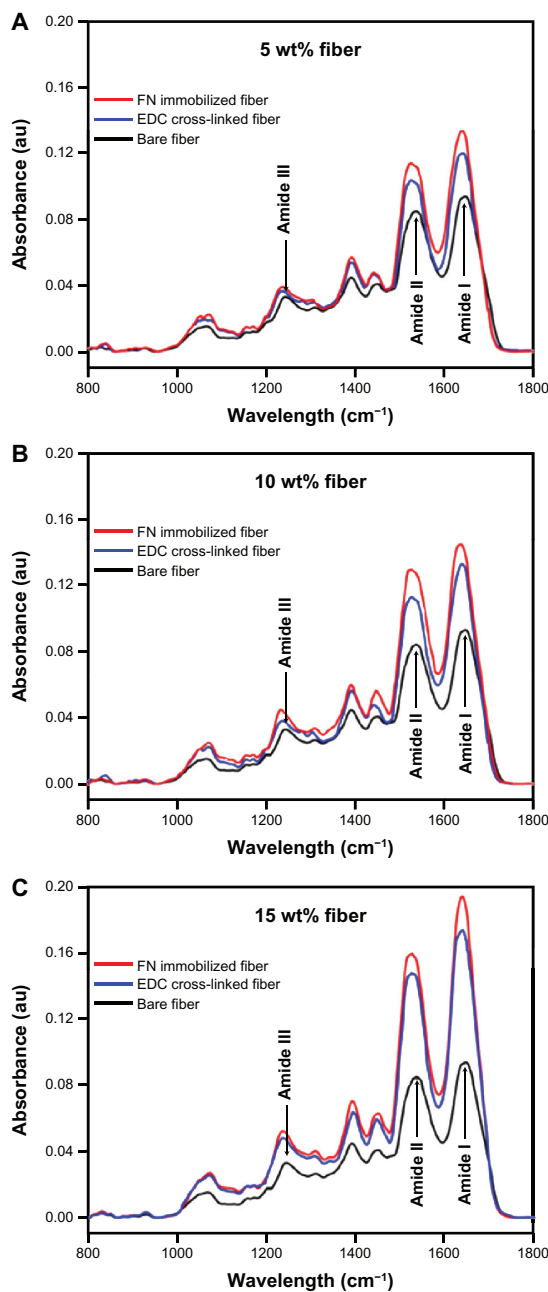 A
5 wt% fiber
FN immobilized fiber
EDC cross-linked fiber
Bare fiber
Amide III
Amide II
Amide I
Absorbance (au)
0.20
0.16
0.12
0.08
0.04
0.00
800 1000 1200 1400 1600 1800
Wavelength (cm⁻¹)
B
10 wt% fiber
FN immobilized fiber
EDC cross-linked fiber
Bare fiber
Amide III
Amide II
Amide I
Absorbance (au)
0.20
0.16
0.12
0.08
0.04
0.00
800 1000 1200 1400 1600 1800
Wavelength (cm⁻¹)
C
15 wt% fiber
FN immobilized fiber
EDC cross-linked fiber
Bare fiber
Amide III
Amide II
Amide I
Absorbance (au)
0.20
0.16
0.12
0.08
0.04
0.00
800 1000 1200 1400 1600 1800
Wavelength (cm⁻¹)